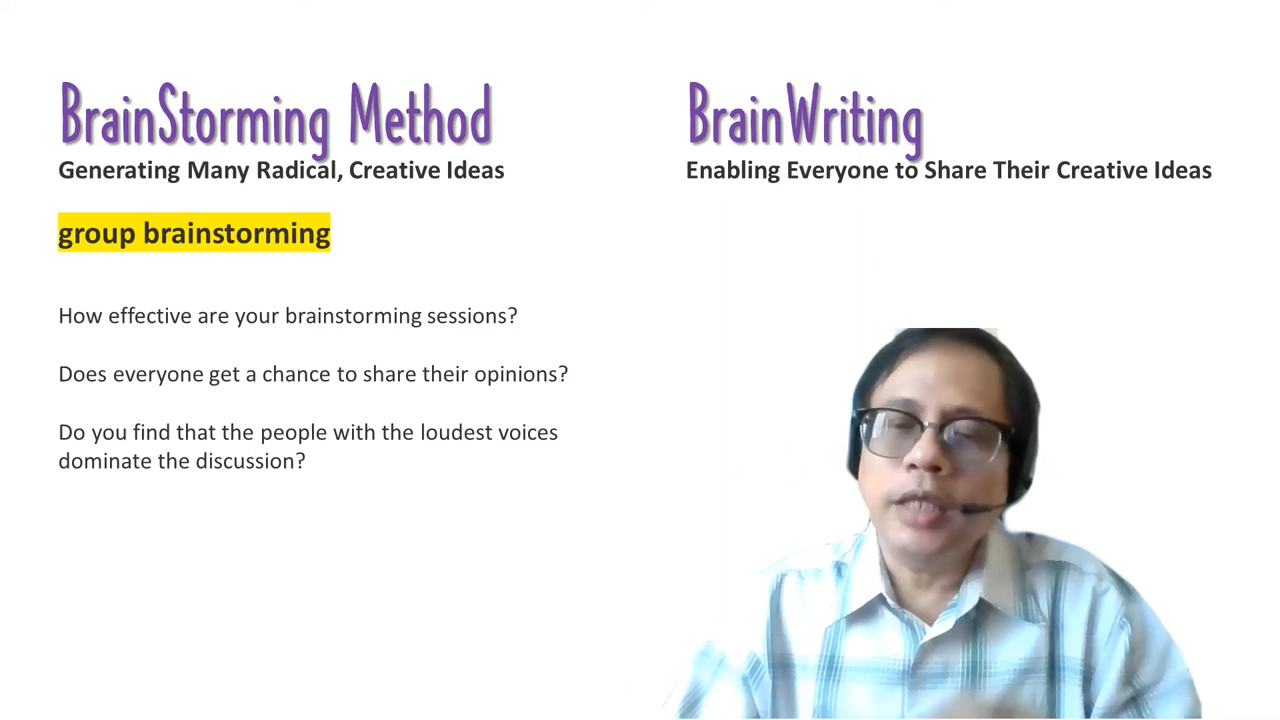 BrainStorming Method
Generating Many Radical, Creative Ideas
group brainstorming
How effective are your brainstorming sessions?
Does everyone get a chance to share their opinions?
Do you find that the people with the loudest voices
dominate the discussion?
BrainWriting
Enabling Everyone to Share Their Creative Ideas